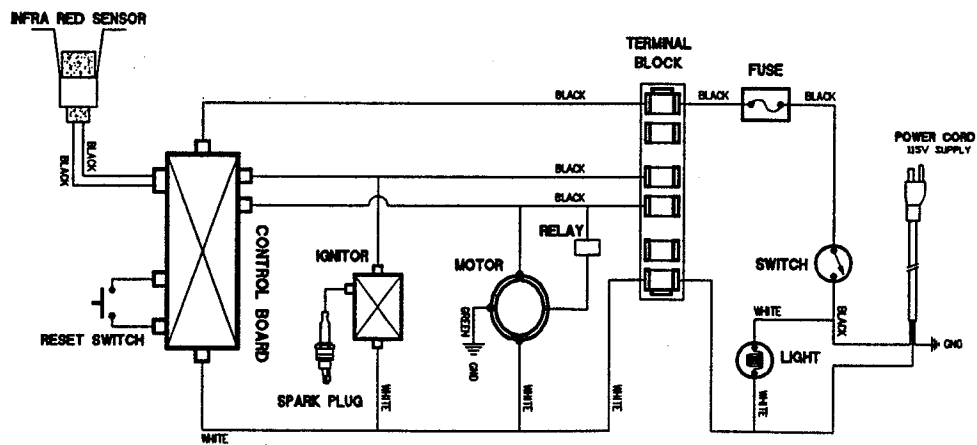 INFRA RED SENSOR
TERMINAL
BLOCK
FUSE
BLACK
BLACK
BLACK
POWER CORD
115V SUPPLY
BLACK
BLACK
BLACK
BLACK
CONTROL BOARD
IGNITOR
MOTOR
RELAY
SWITCH
RESET SWITCH
GREEN
GND
WHITE
BLACK
GND
LIGHT
SPARK PLUG
WHITE
WHITE
WHITE
WHITE